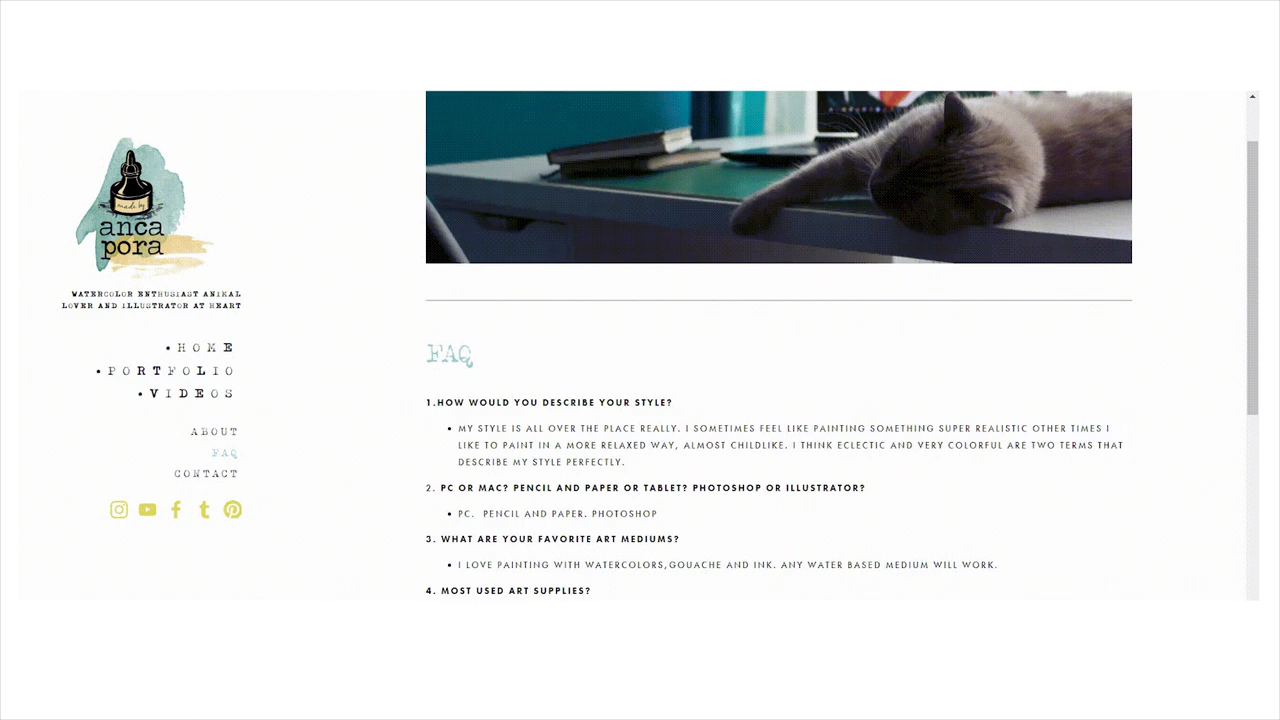 made by
anca
pora
WATERCOLOR ENTHUSIAST ANIMAL
LOVER AND ILLUSTRATOR AT HEART
• HOME
• PORTFOLIO
• VIDEOS
ABOUT
FAQ
CONTACT
FAQ
1.HOW WOULD YOU DESCRIBE YOUR STYLE?
• MY STYLE IS ALL OVER THE PLACE REALLY. I SOMETIMES FEEL LIKE PAINTING SOMETHING SUPER REALISTIC OTHER TIMES I
LIKE TO PAINT IN A MORE RELAXED WAY, ALMOST CHILDLIKE. I THINK ECLECTIC AND VERY COLORFUL ARE TWO TERMS THAT
DESCRIBE MY STYLE PERFECTLY.
2. PC OR MAC? PENCIL AND PAPER OR TABLET? PHOTOSHOP OR ILLUSTRATOR?
• PC. PENCIL AND PAPER. PHOTOSHOP
3. WHAT ARE YOUR FAVORITE ART MEDIUMS?
• I LOVE PAINTING WITH WATERCOLORS,GOUACHE AND INK. ANY WATER BASED MEDIUM WILL WORK.
4. MOST USED ART SUPPLIES?